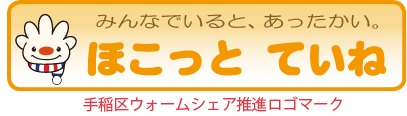 みんなでいると、あったかい。
ほこっと ていね
手稲区ウォームシェア推進ロゴマーク